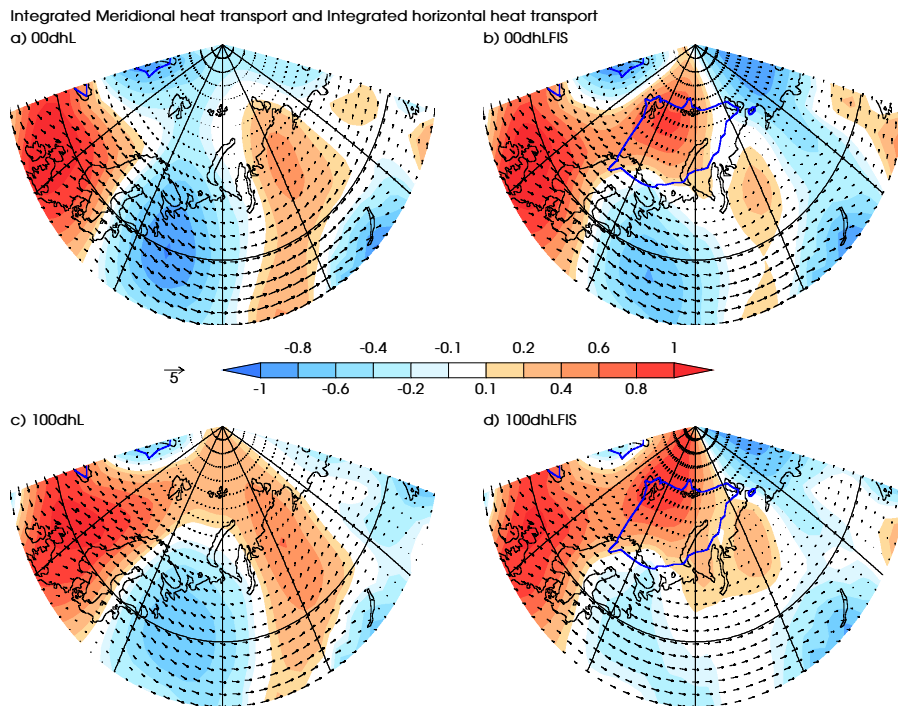 Integrated Meridional heat transport and Integrated horizontal heat transport
a) 00dhL
b) 00dhLFIS
-0.8 -0.4 -0.1 0.2 0.6 1
5
-1 -0.6 -0.2 0.1 0.4 0.8
c) 100dhL
d) 100dhLFIS